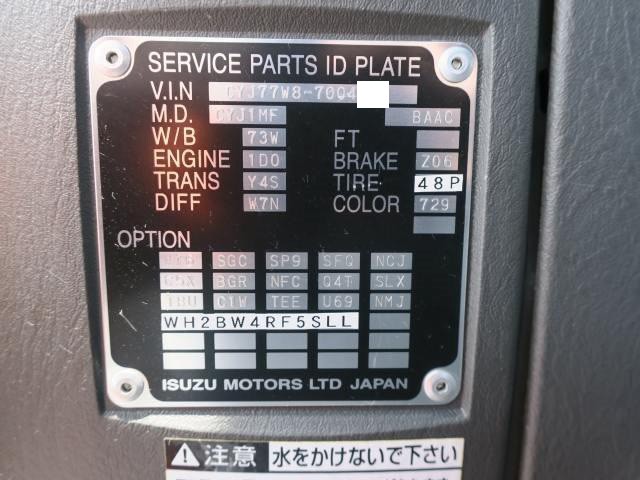 SERVICE PARTS ID PLATE
V.I.N CYJ77W8-7004
M.D. CYJ1MF BAAC
W/B 73W FT
ENGINE 1D0 BRAKE Z06
TRANS Y4S TIRE 48P
DIFF W7N COLOR 729
OPTION
SGC SP9 SFQ NCJ
BGR NFC Q4T SLX
C1W TEE U69 NMJ
WH2BW4RF5SLL
ISUZU MOTORS LTD JAPAN
注意 水をかけないで下さい